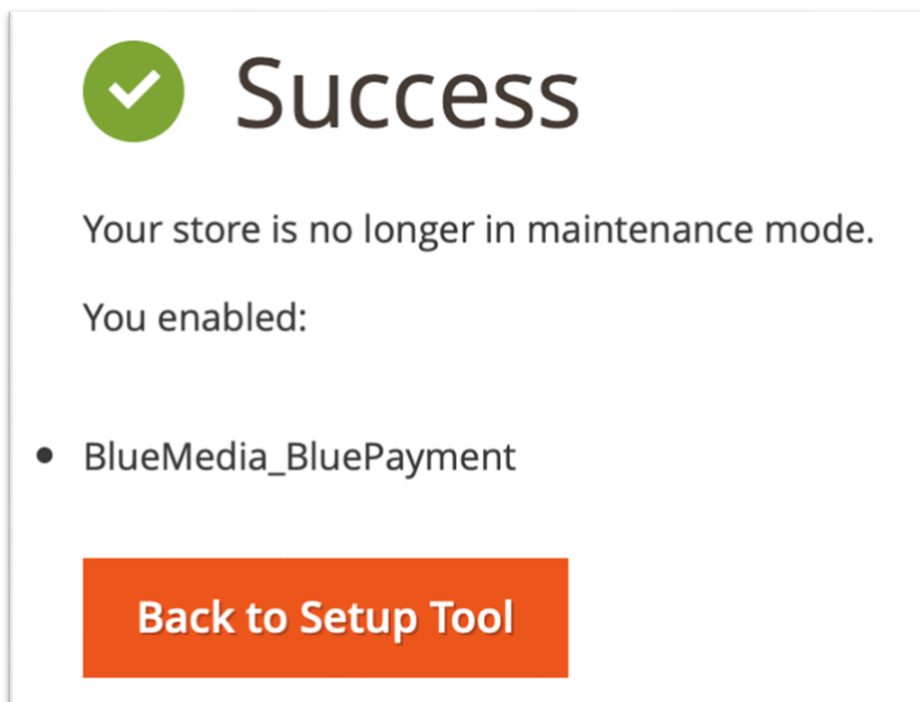 Success
Your store is no longer in maintenance mode.
You enabled:
BlueMedia_BluePayment
Back to Setup Tool